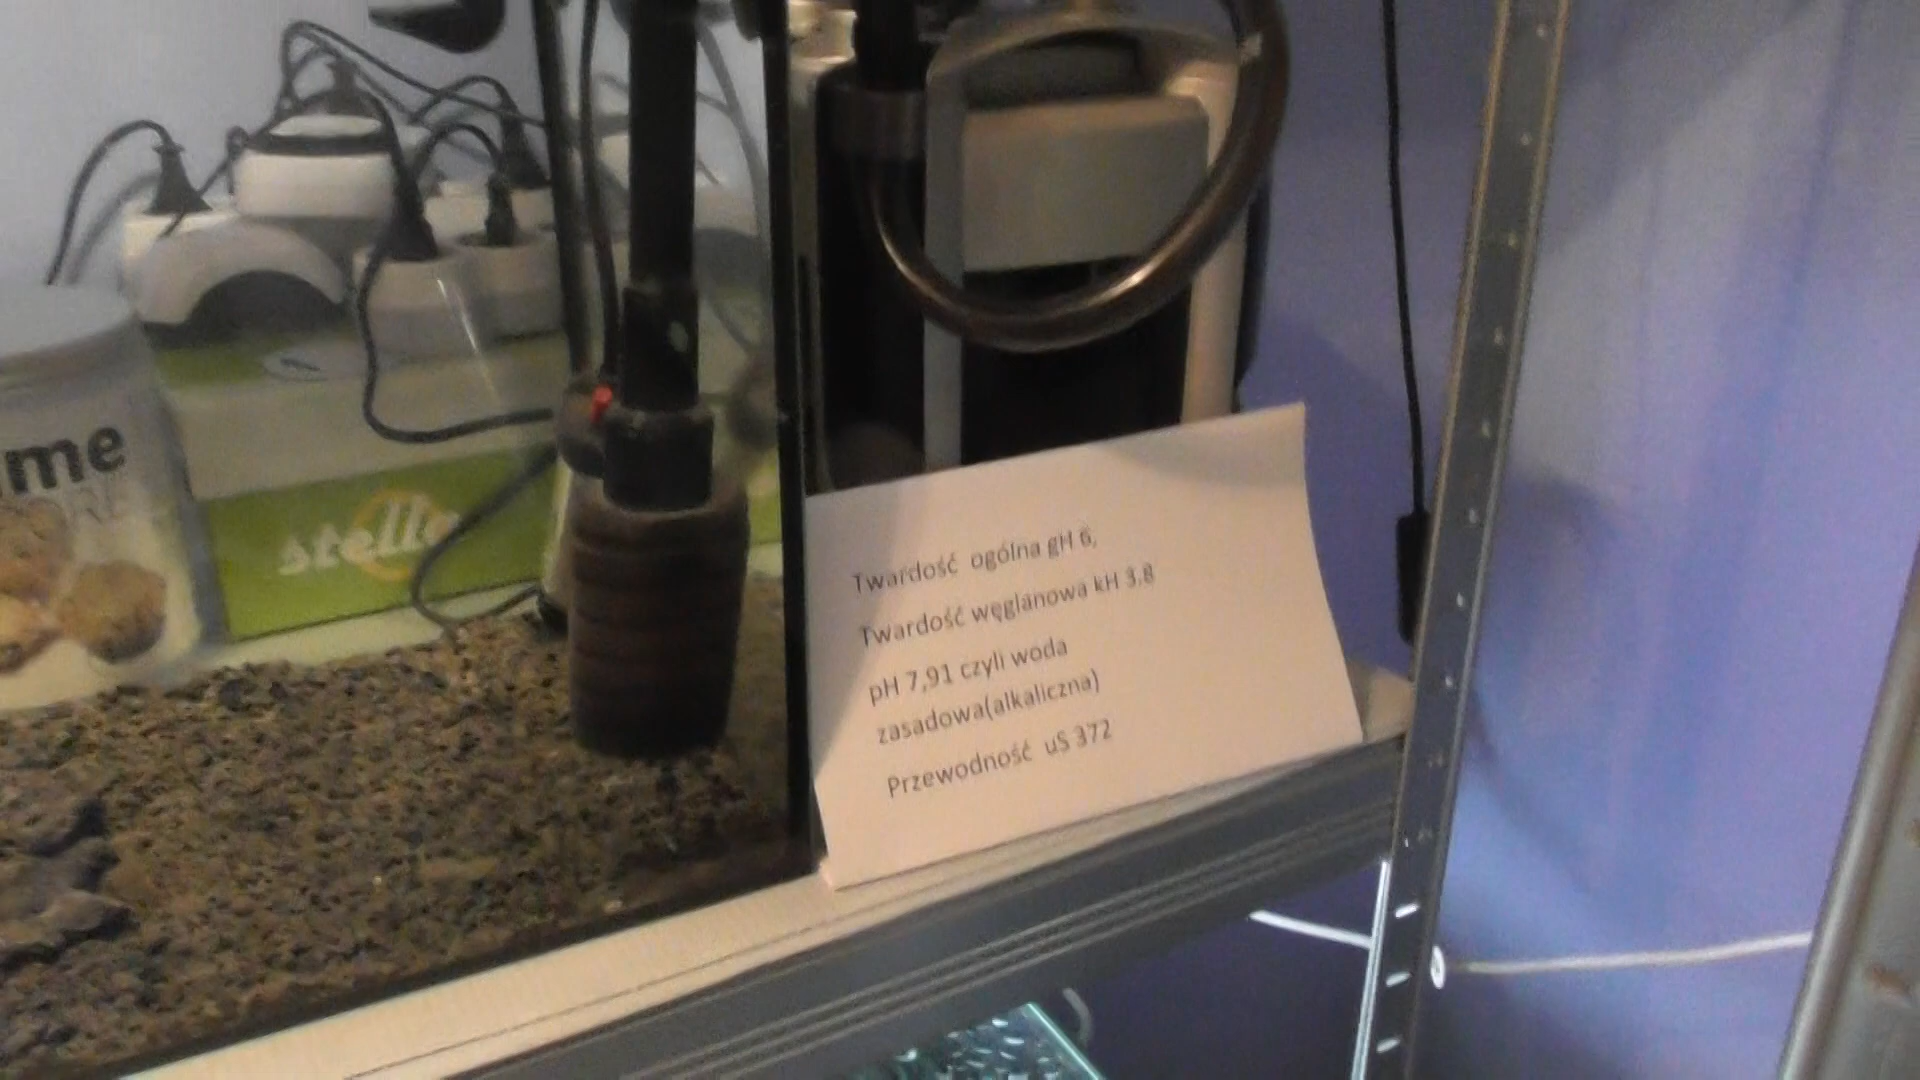 me
stello
Twardość ogólna gH 6,
Twardość węglanowa kH 3,8
pH 7,91 czyli woda
zasadowa(alkaliczna)
Przewodność uS 372